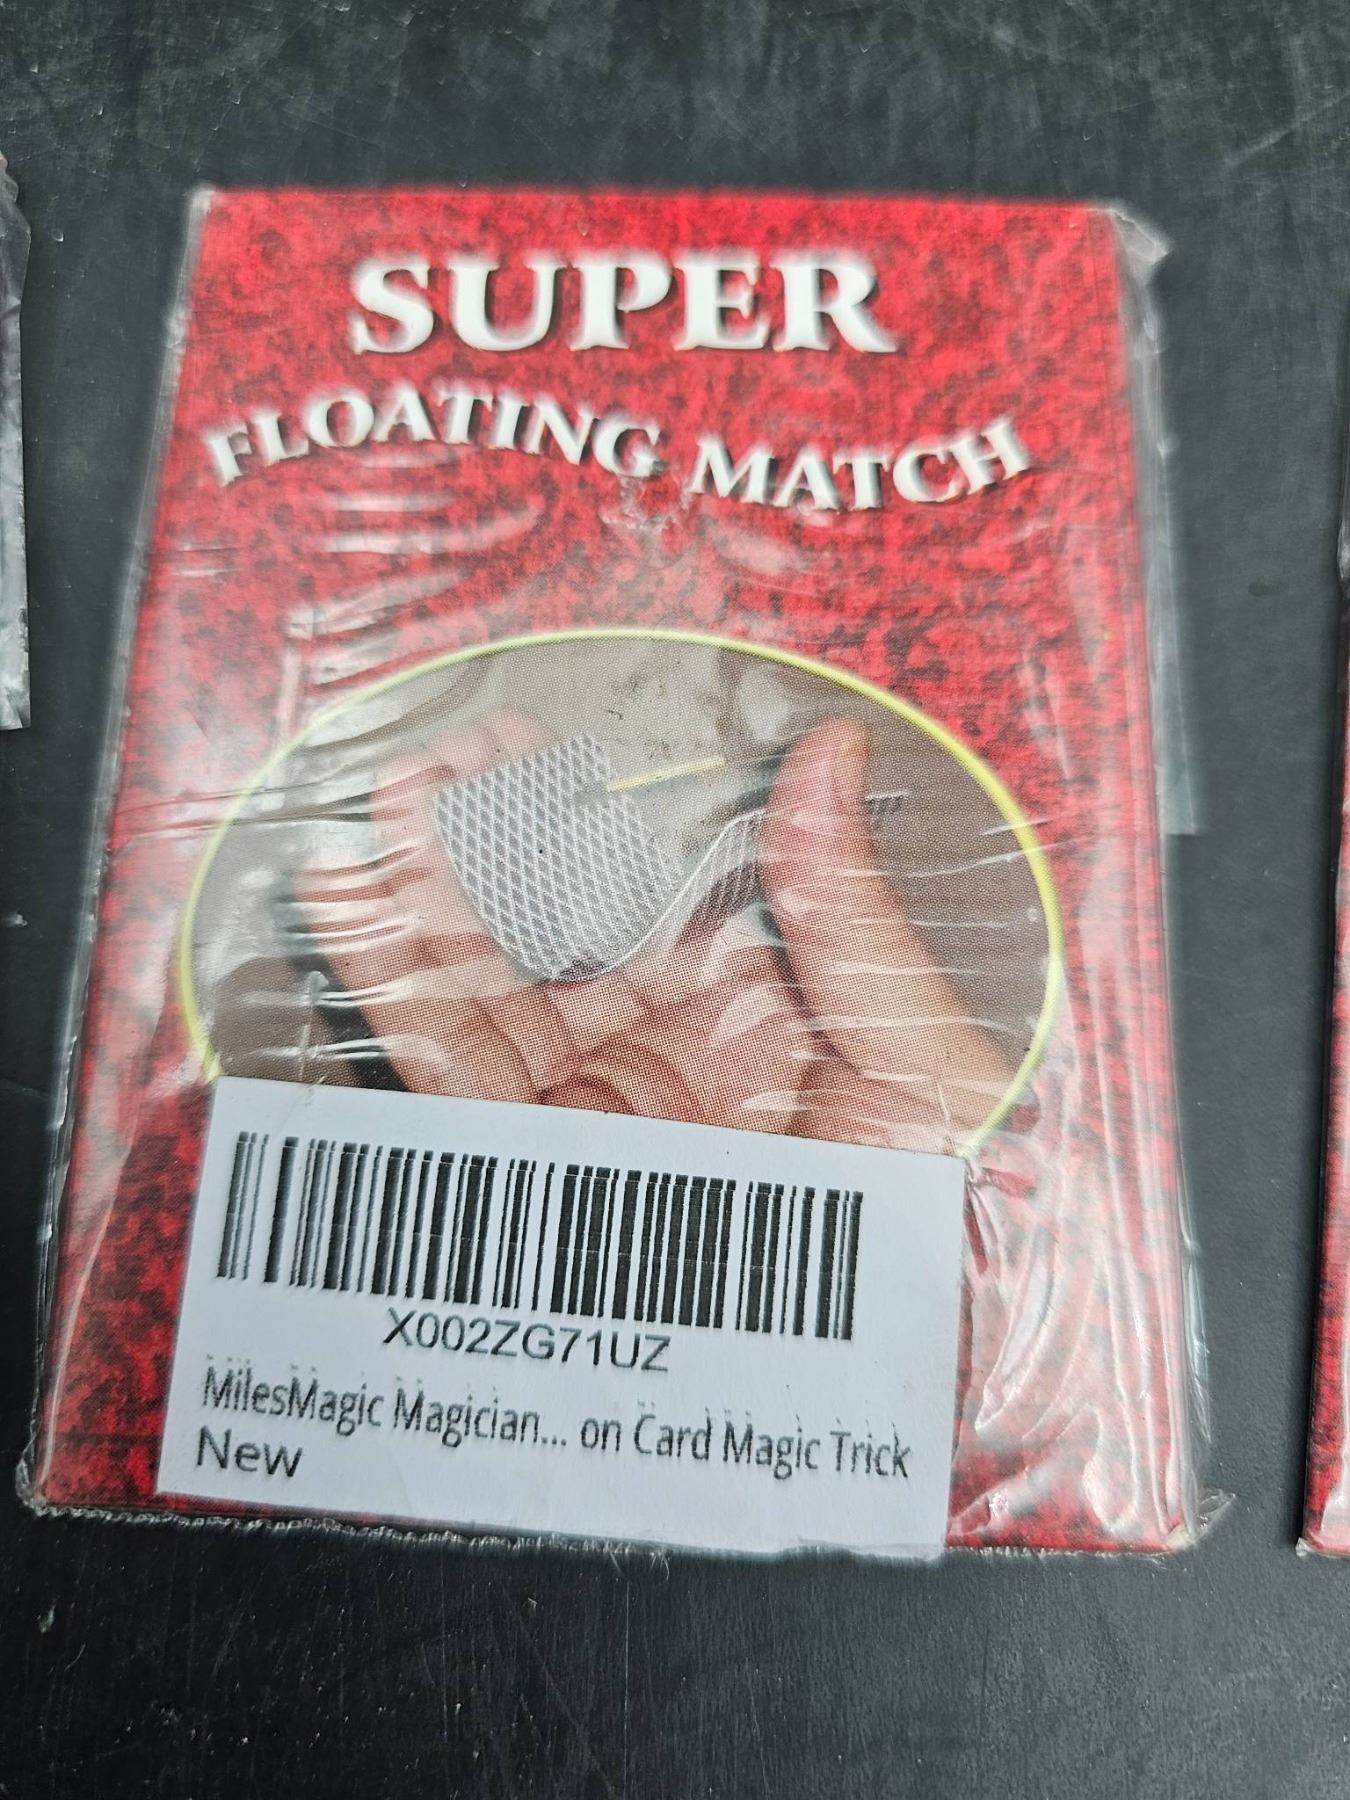 SUPER
FLOATING MATCH
X002ZG71UZ
MilesMagic Magician... on Card Magic Trick
New